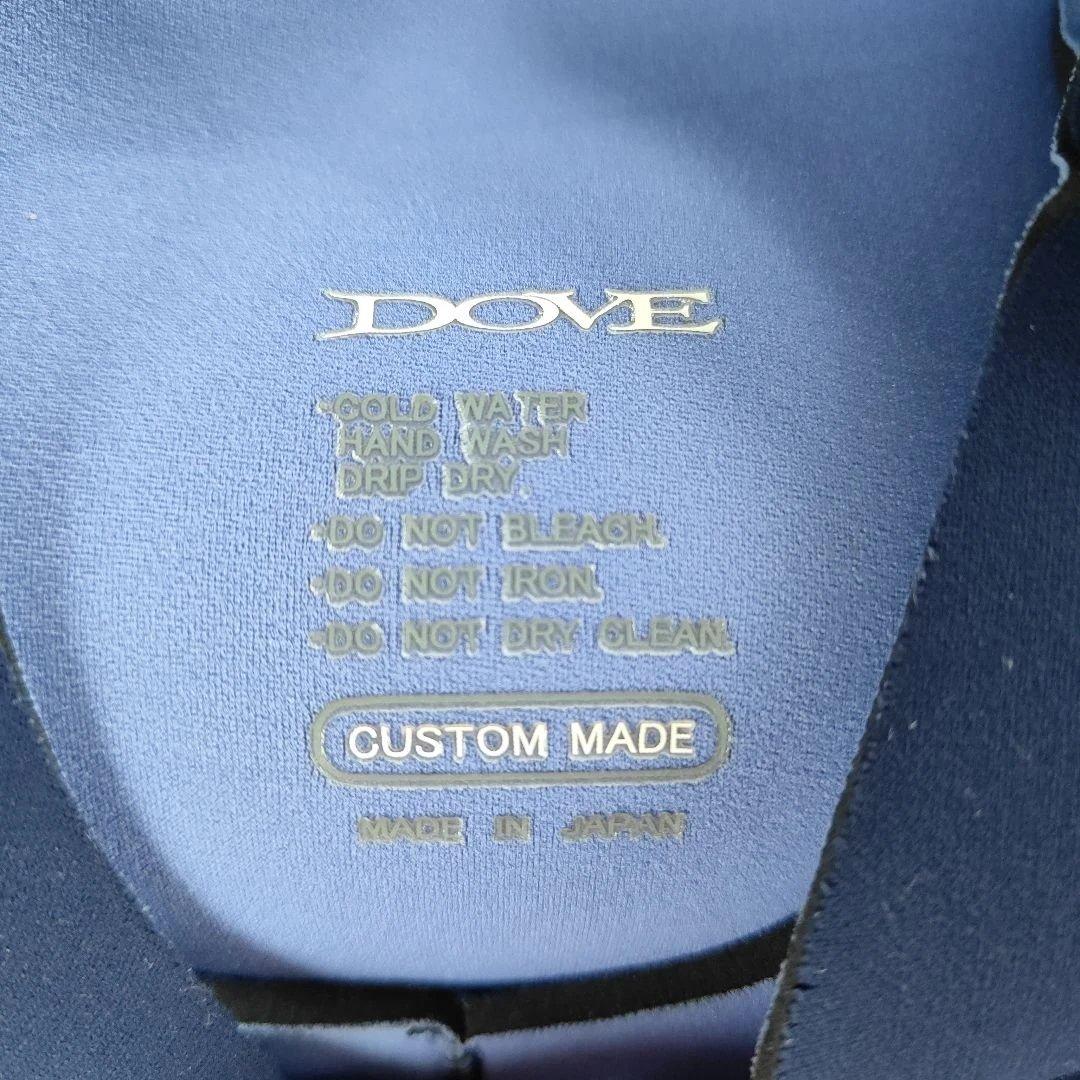 DOVE
·COLD WATER
HAND WASH
DRIP DRY.
·DO NOT BLEACH.
·DO NOT IRON.
·DO NOT DRY CLEAN.
CUSTOM MADE
MADE IN JAPAN